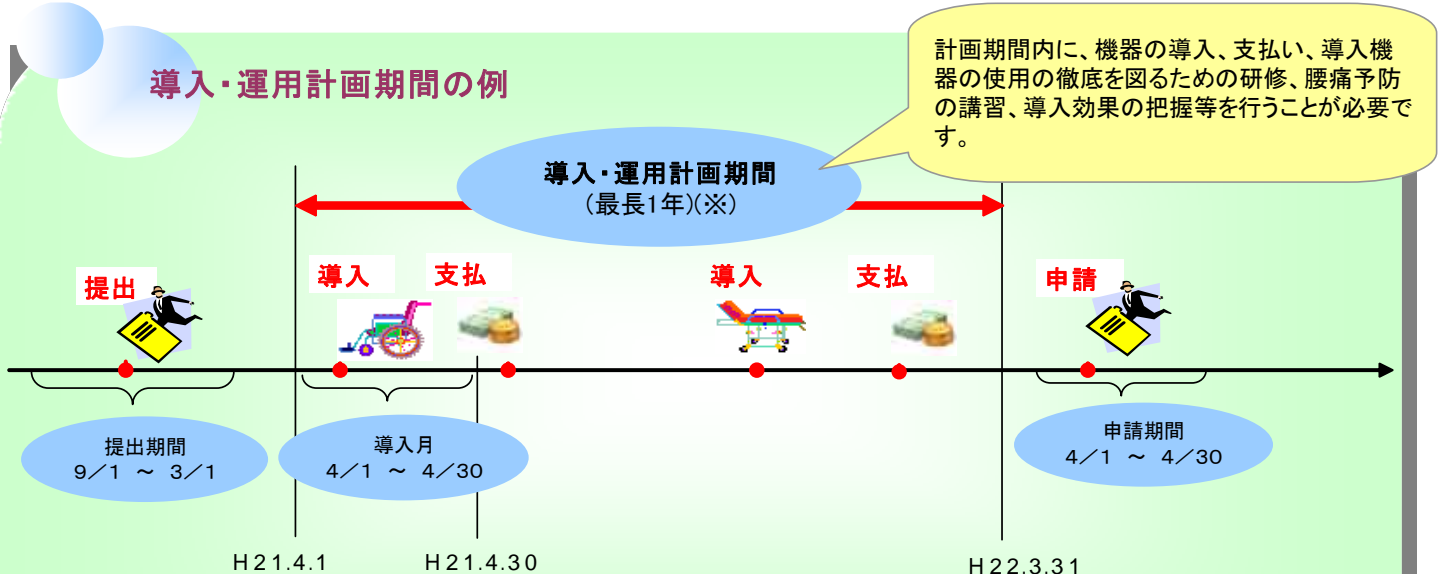 導入・運用計画期間の例
計画期間内に、機器の導入、支払い、導入機
器の使用の徹底を図るための研修、腰痛予防
の講習、導入効果の把握等を行うことが必要で
す。
導入・運用計画期間
(最長1年)(※)
提出
導入
支払
導入
支払
申請
提出期間
9／1 ～ 3／1
導入月
4／1 ～ 4／30
申請期間
4／1 ～ 4／30
H21.4.1
H21.4.30
H22.3.31